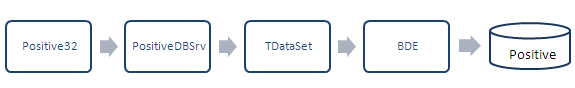 Positive32
PositiveDBSrv
TDataSet
BDE
Positive